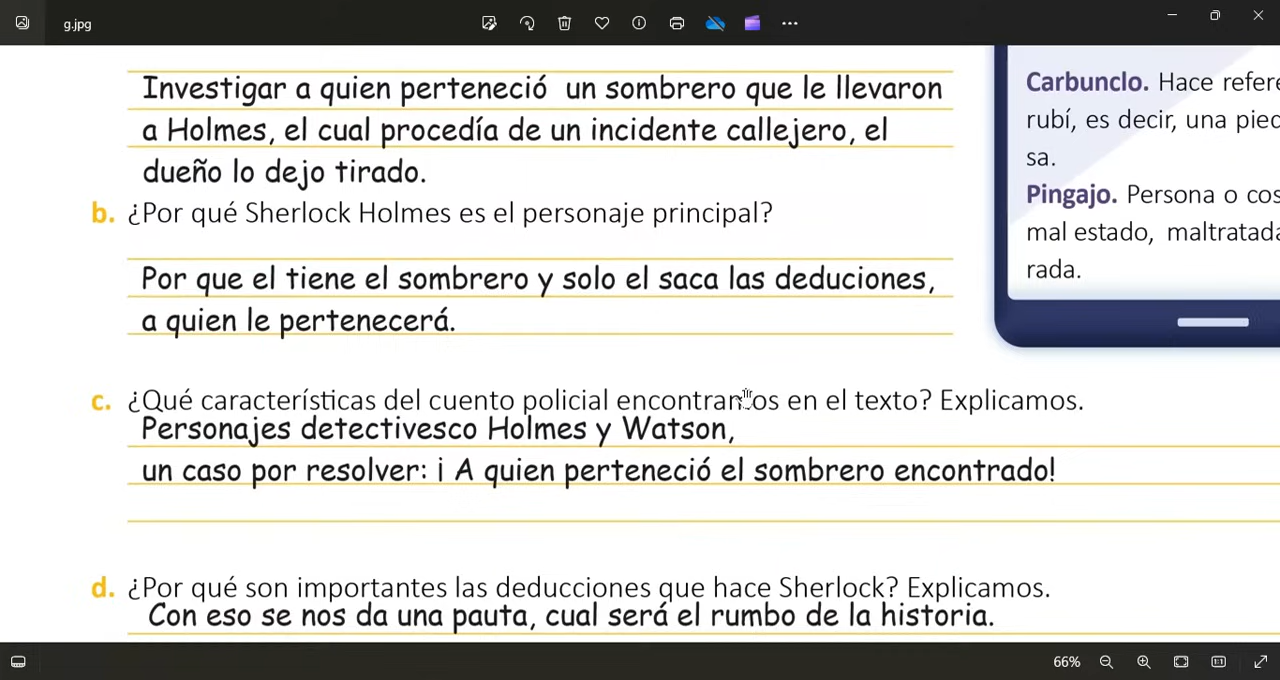 g.jpg
Investigar a quien perteneció un sombrero que le llevaron
a Holmes, el cual procedía de un incidente callejero, el
dueño lo dejo tirado.
b. ¿Por qué Sherlock Holmes es el personaje principal?
Por que el tiene el sombrero y solo el saca las deduciones,
a quien le pertenecerá.
c. ¿Qué características del cuento policial encontramos en el texto? Explicamos.
Personajes detectivesco Holmes y Watson,
un caso por resolver: ¡ A quien perteneció el sombrero encontrado!
d. ¿Por qué son importantes las deducciones que hace Sherlock? Explicamos.
Con eso se nos da una pauta, cual será el rumbo de la historia.
Carbunclo. Hace refere
rubí, es decir, una pied
sa.
Pingajo. Persona o cos
mal estado, maltratada
rada.
66%